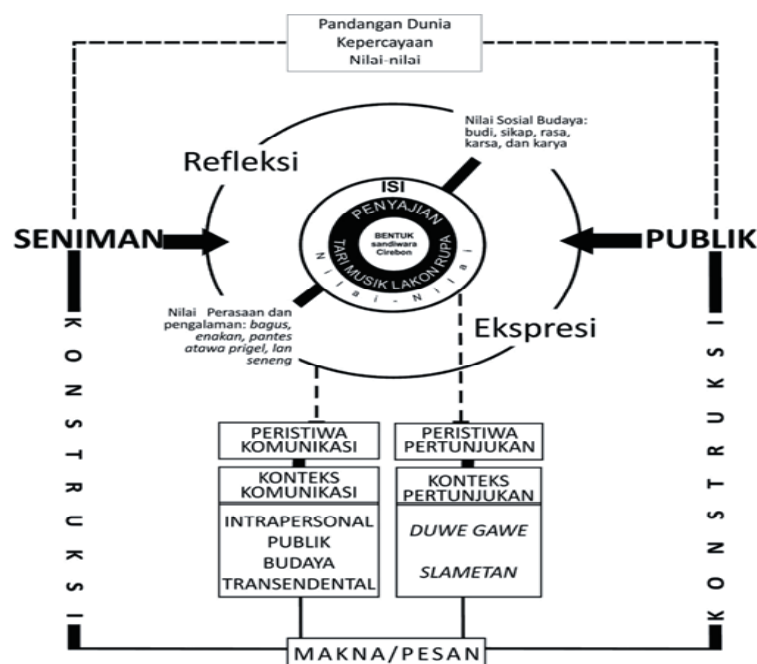 Pandangan Dunia
Kepercayaan
Nilai-nilai
Nilai Sosial Budaya:
budi, sikap, rasa,
karsa, dan karya
Refleksi
ISI
PENYAJIAN
BENTUK
sandiwara
Cirebon
TARI MUSIK LAKON RUPA
Nilai-Nilai
SENIMAN
PUBLIK
Nilai Perasaan dan
pengalaman: bagus,
enakan, pantes
atawa prigel, lan
seneng
Ekspresi
KONSTRUKSI
KONSTRUKSI
PERISTIWA
KOMUNIKASI
KONTEKS
KOMUNIKASI
INTRAPERSONAL
PUBLIK
BUDAYA
TRANSENDENTAL
PERISTIWA
PERTUNJUKAN
KONTEKS
PERTUNJUKAN
DUWE GAWE
SLAMETAN
MAKNA/PESAN